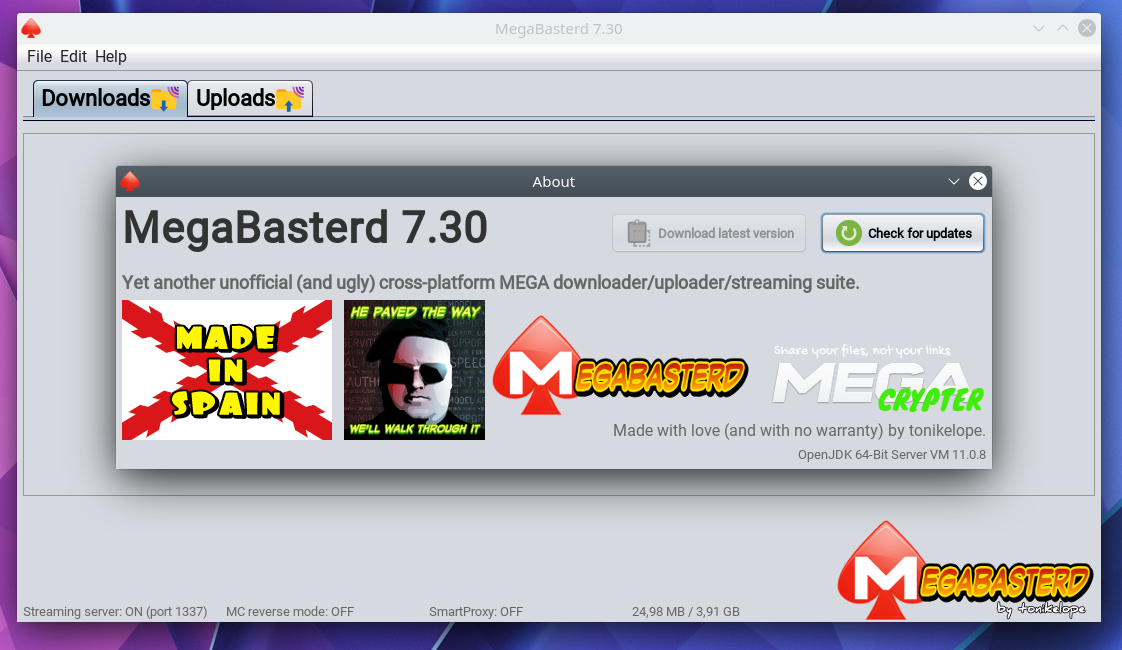 MegaBasterd 7.30
File Edit Help
Downloads Uploads
About
MegaBasterd 7.30
Download latest version
Check for updates
Yet another unofficial (and ugly) cross-platform MEGA downloader/uploader/streaming suite.
MADE
IN
SPAIN
HE PAVED THE WAY
WE'LL WALK THROUGH IT
MEGABASTERD
Share your files, not your links
MEGA
CRYPTER
Made with love (and with no warranty) by tonikelope.
OpenJDK 64-Bit Server VM 11.0.8
MEGABASTERD
by tonikelope
Streaming server: ON (port 1337) MC reverse mode: OFF SmartProxy: OFF 24,98 MB / 3,91 GB